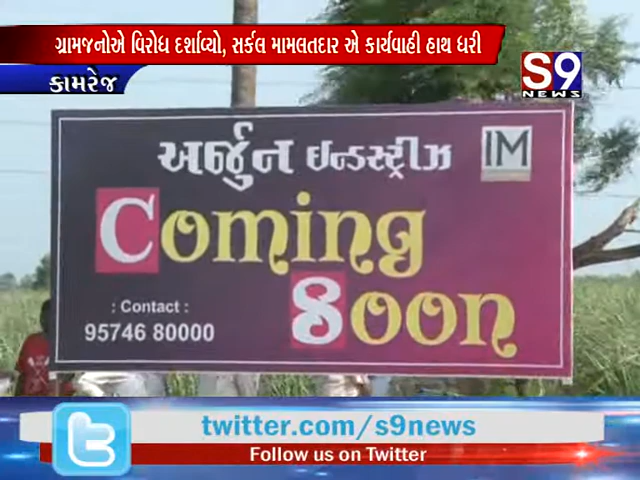 ગ્રામજનોએ વિરોધ દર્શાવ્યો, સર્કલ મામલતદાર એ કાર્યવાહી હાથ ધરી
કામરેજ
S9
NEWS
અર્જુન ઈન્ડસ્ટ્રીઝ
IM
Coming
Soon
: Contact :
95746 80000
twitter.com/s9news
Follow us on Twitter